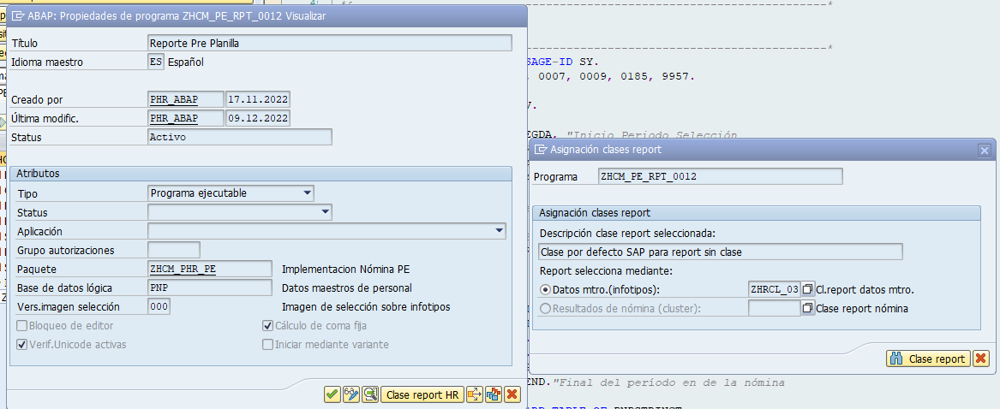 ABAP: Propiedades de programa ZHCM_PE_RPT_0012 Visualizar
Título Reporte Pre Planilla
Idioma maestro ES Español
Creado por PHR_ABAP 17.11.2022
Última modific. PHR_ABAP 09.12.2022
Status Activo
Atributos
Tipo Programa ejecutable
Status
Aplicación
Grupo autorizaciones
Paquete ZHCM_PHR_PE Implementacion Nómina PE
Base de datos lógica PNP Datos maestros de personal
Vers.imagen selección 000 Imagen de selección sobre infotipos
Bloqueo de editor Cálculo de coma fija
Verif.Unicode activas Iniciar mediante variante
Clase report HR
SAGE-ID SY.
, 0007, 0009, 0185, 9957.
EGDA, "Inicio Periodo Selección
Asignación clases report
Programa ZHCM_PE_RPT_0012
Asignación clases report
Descripción clase report seleccionada:
Clase por defecto SAP para report sin clase
Report selecciona mediante:
Datos mtro.(infotipos): ZHRCL_03 Cl.report datos mtro.
Resultados de nómina (cluster): Clase report nómina
Clase report
END."Final del período en de la nómina